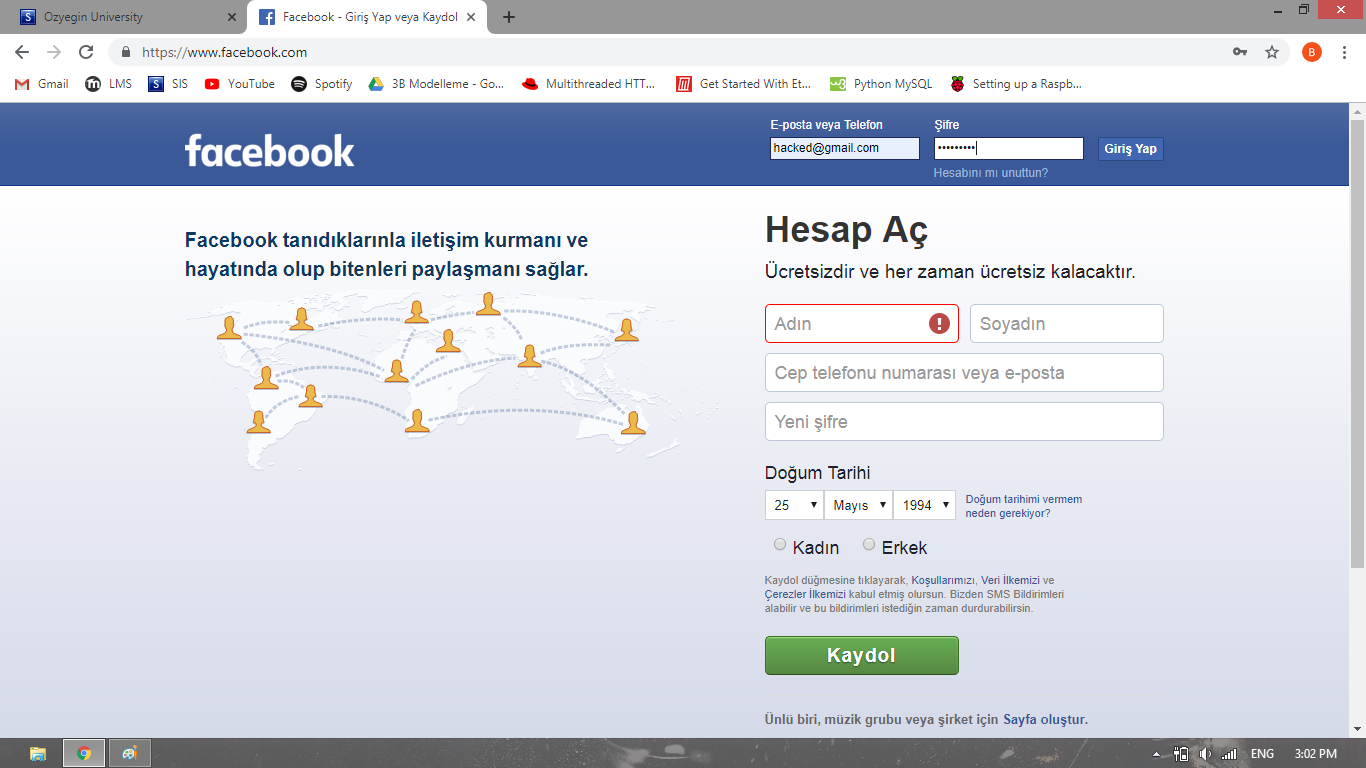 Ozyegin University
Facebook - Giriş Yap veya Kaydol
https://www.facebook.com
B
Gmail
LMS
SIS
YouTube
Spotify
3B Modelleme - Go...
Multithreaded HTT...
Get Started With Et...
Python MySQL
Setting up a Raspb...
facebook
E-posta veya Telefon
Şifre
hacked@gmail.com
•••••••••
Giriş Yap
Hesabını mı unuttun?
Facebook tanıdıklarınla iletişim kurmanı ve
hayatında olup bitenleri paylaşmanı sağlar.
Hesap Aç
Ücretsizdir ve her zaman ücretsiz kalacaktır.
Adın
Soyadın
Cep telefonu numarası veya e-posta
Yeni şifre
Doğum Tarihi
25
Mayıs
1994
Doğum tarihimi vermem
neden gerekiyor?
Kadın
Erkek
Kaydol düğmesine tıklayarak, Koşullarımızı, Veri İlkemizi ve
Çerezler İlkemizi kabul etmiş olursun. Bizden SMS Bildirimleri
alabilir ve bu bildirimleri istediğin zaman durdurabilirsin.
Kaydol
Ünlü biri, müzik grubu veya şirket için Sayfa oluştur.
ENG
3:02 PM